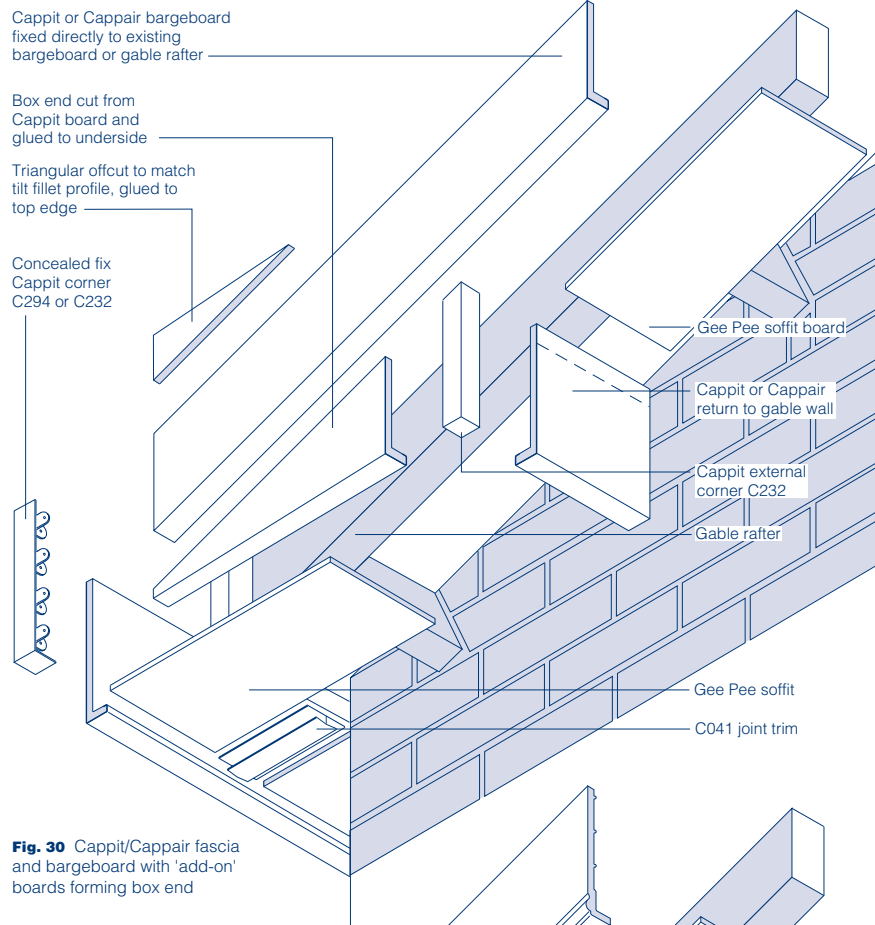 Cappit or Cappair bargeboard
fixed directly to existing
bargeboard or gable rafter
Box end cut from
Cappit board and
glued to underside
Triangular offcut to match
tilt fillet profile, glued to
top edge
Concealed fix
Cappit corner
C294 or C232
Gee Pee soffit board
Cappit or Cappair
return to gable wall
Cappit external
corner C232
Gable rafter
Gee Pee soffit
C041 joint trim
Fig. 30 Cappit/Cappair fascia
and bargeboard with 'add-on'
boards forming box end